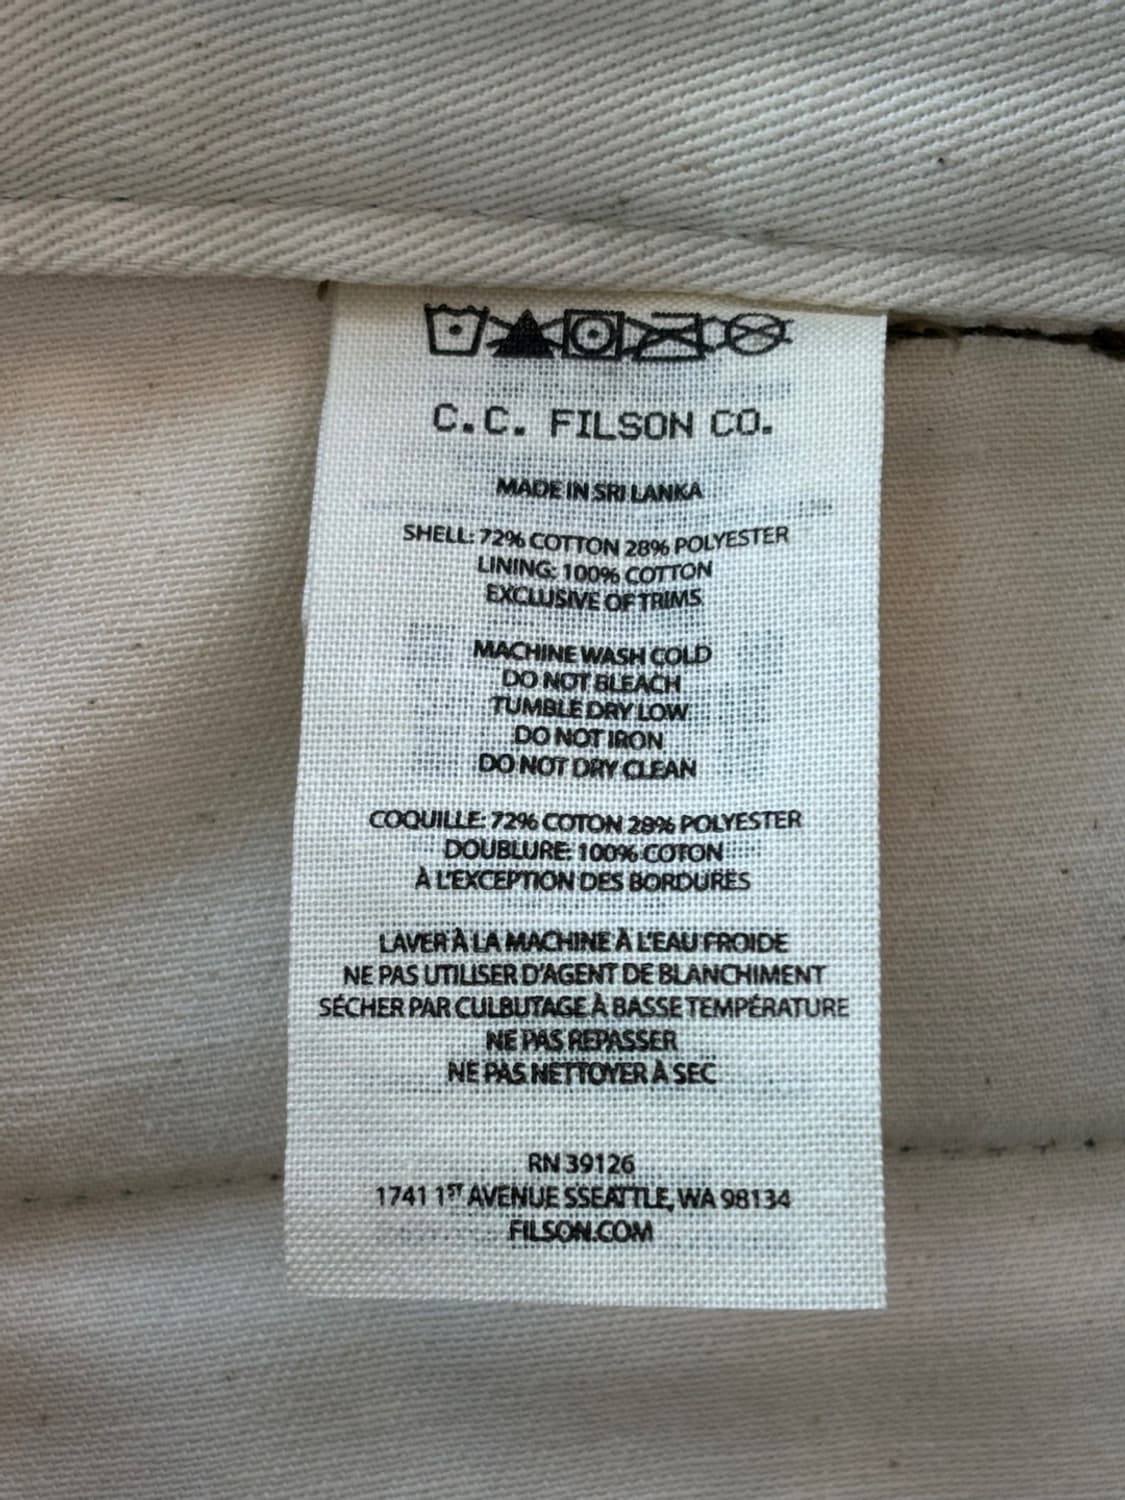 C.C. FILSON CO.
MADE IN SRI LANKA
SHELL: 72% COTTON 28% POLYESTER
LINING: 100% COTTON
EXCLUSIVE OF TRIMS
MACHINE WASH COLD
DO NOT BLEACH
TUMBLE DRY LOW
DO NOT IRON
DO NOT DRY CLEAN
COQUILLE: 72% COTON 28% POLYESTER
DOUBLURE: 100% COTON
À L'EXCEPTION DES BORDURES
LAVER À LA MACHINE À L'EAU FROIDE
NE PAS UTILISER D'AGENT DE BLANCHIMENT
SÉCHER PAR CULBUTAGE À BASSE TEMPÉRATURE
NE PAS REPASSER
NE PAS NETTOYER À SEC
RN 39126
1741 1ST AVENUE SSEATTLE, WA 98134
FILSON.COM